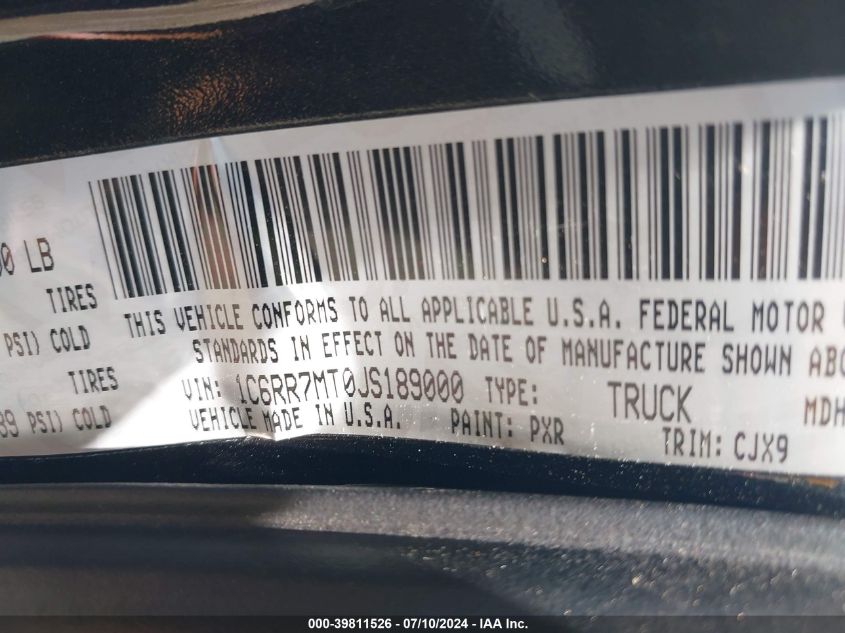 00 LB
TIRES
PSI) COLD
TIRES
89 PSI) COLD
THIS VEHICLE CONFORMS TO ALL APPLICABLE U.S.A. FEDERAL MOTOR
STANDARDS IN EFFECT ON THE DATE OF MANUFACTURE SHOWN ABO
VIN: 1C6RR7MT0JS189000 TYPE: TRUCK MDH
VEHICLE MADE IN U.S.A. PAINT: PXR TRIM: CJX9
000-39811526 - 07/10/2024 - IAA Inc.